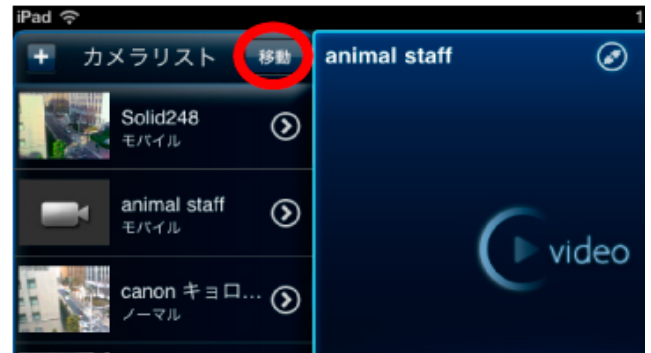 iPad
1
+ カメラリスト 移動
Solid248
モバイル
animal staff
モバイル
canon キョロ...
ノーマル
animal staff
video